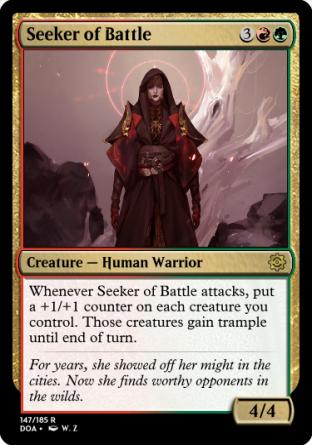 Seeker of Battle 3
Creature — Human Warrior
Whenever Seeker of Battle attacks, put
a +1/+1 counter on each creature you
control. Those creatures gain trample
until end of turn.
For years, she showed off her might in the
cities. Now she finds worthy opponents in
the wilds.
4/4
147/185 R
DOA • W. Z